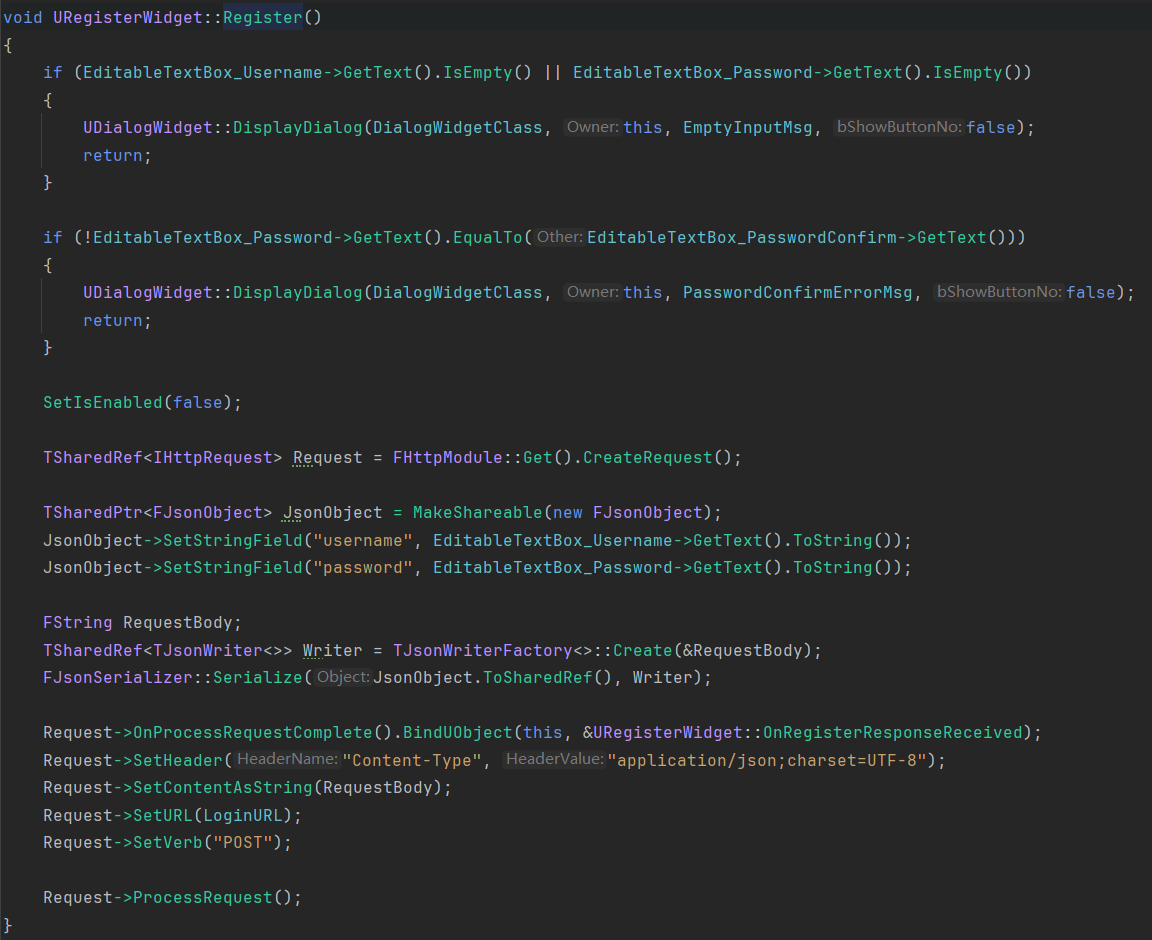 void URegisterWidget::Register()
{
    if (EditableTextBox_Username->GetText().IsEmpty() || EditableTextBox_Password->GetText().IsEmpty())
    {
        UDialogWidget::DisplayDialog(DialogWidgetClass, Owner: this, EmptyInputMsg, bShowButtonNo: false);
        return;
    }

    if (!EditableTextBox_Password->GetText().EqualTo( Other: EditableTextBox_PasswordConfirm->GetText()))
    {
        UDialogWidget::DisplayDialog(DialogWidgetClass, Owner: this, PasswordConfirmErrorMsg, bShowButtonNo: false);
        return;
    }

    SetIsEnabled(false);

    TSharedRef<IHttpRequest> Request = FHttpModule::Get().CreateRequest();

    TSharedPtr<FJsonObject> JsonObject = MakeShareable(new FJsonObject);
    JsonObject->SetStringField("username", EditableTextBox_Username->GetText().ToString());
    JsonObject->SetStringField("password", EditableTextBox_Password->GetText().ToString());

    FString RequestBody;
    TSharedRef<TJsonWriter<>> Writer = TJsonWriterFactory<>::Create(&RequestBody);
    FJsonSerializer::Serialize( Object: JsonObject.ToSharedRef(), Writer);

    Request->OnProcessRequestComplete().BindUObject(this, &URegisterWidget::OnRegisterResponseReceived);
    Request->SetHeader( HeaderName: "Content-Type", HeaderValue: "application/json;charset=UTF-8");
    Request->SetContentAsString(RequestBody);
    Request->SetURL(LoginURL);
    Request->SetVerb("POST");

    Request->ProcessRequest();
}